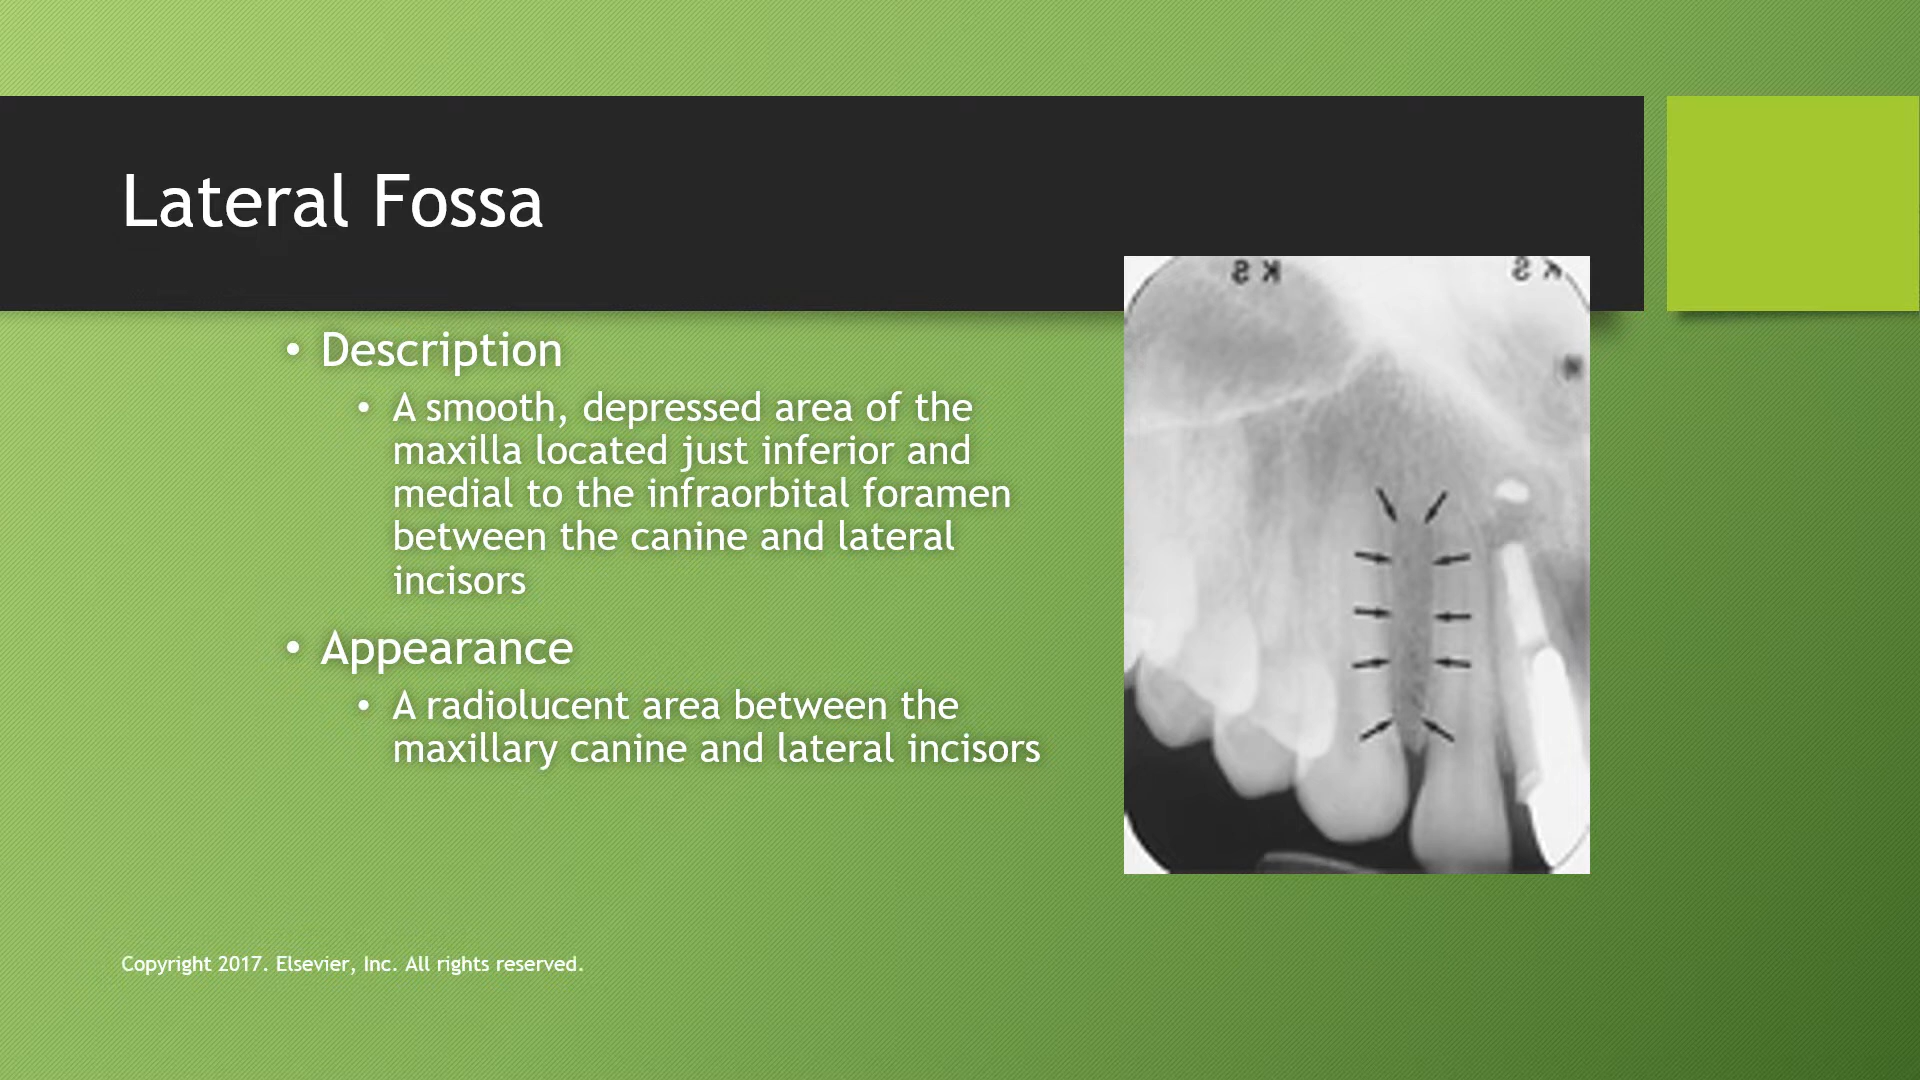 Lateral Fossa
K S
K S
• Description
• A smooth, depressed area of the
maxilla located just inferior and
medial to the infraorbital foramen
between the canine and lateral
incisors
• Appearance
• A radiolucent area between the
maxillary canine and lateral incisors
Copyright 2017. Elsevier, Inc. All rights reserved.